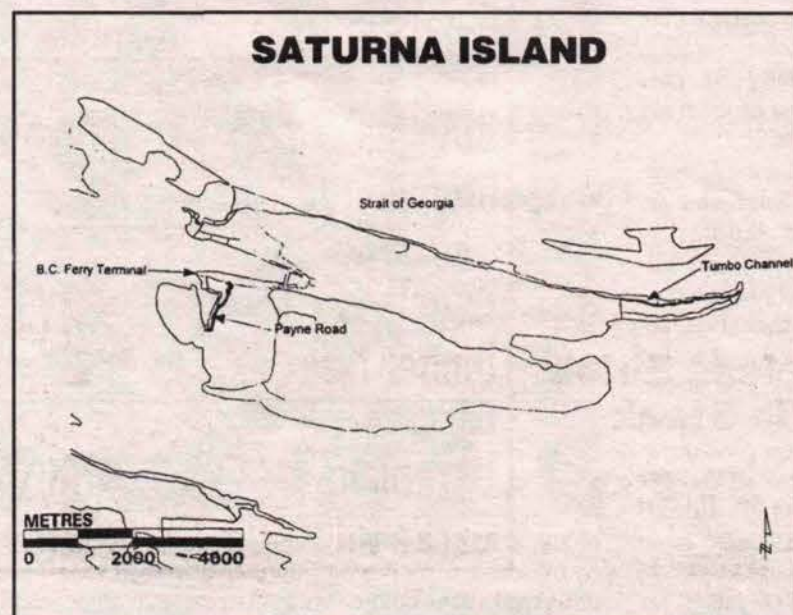 SATURNA ISLAND
Strait of Georgia
B.C. Ferry Terminal
Tumbo Channel
Payne Road
METRES
0 2000 4000
N